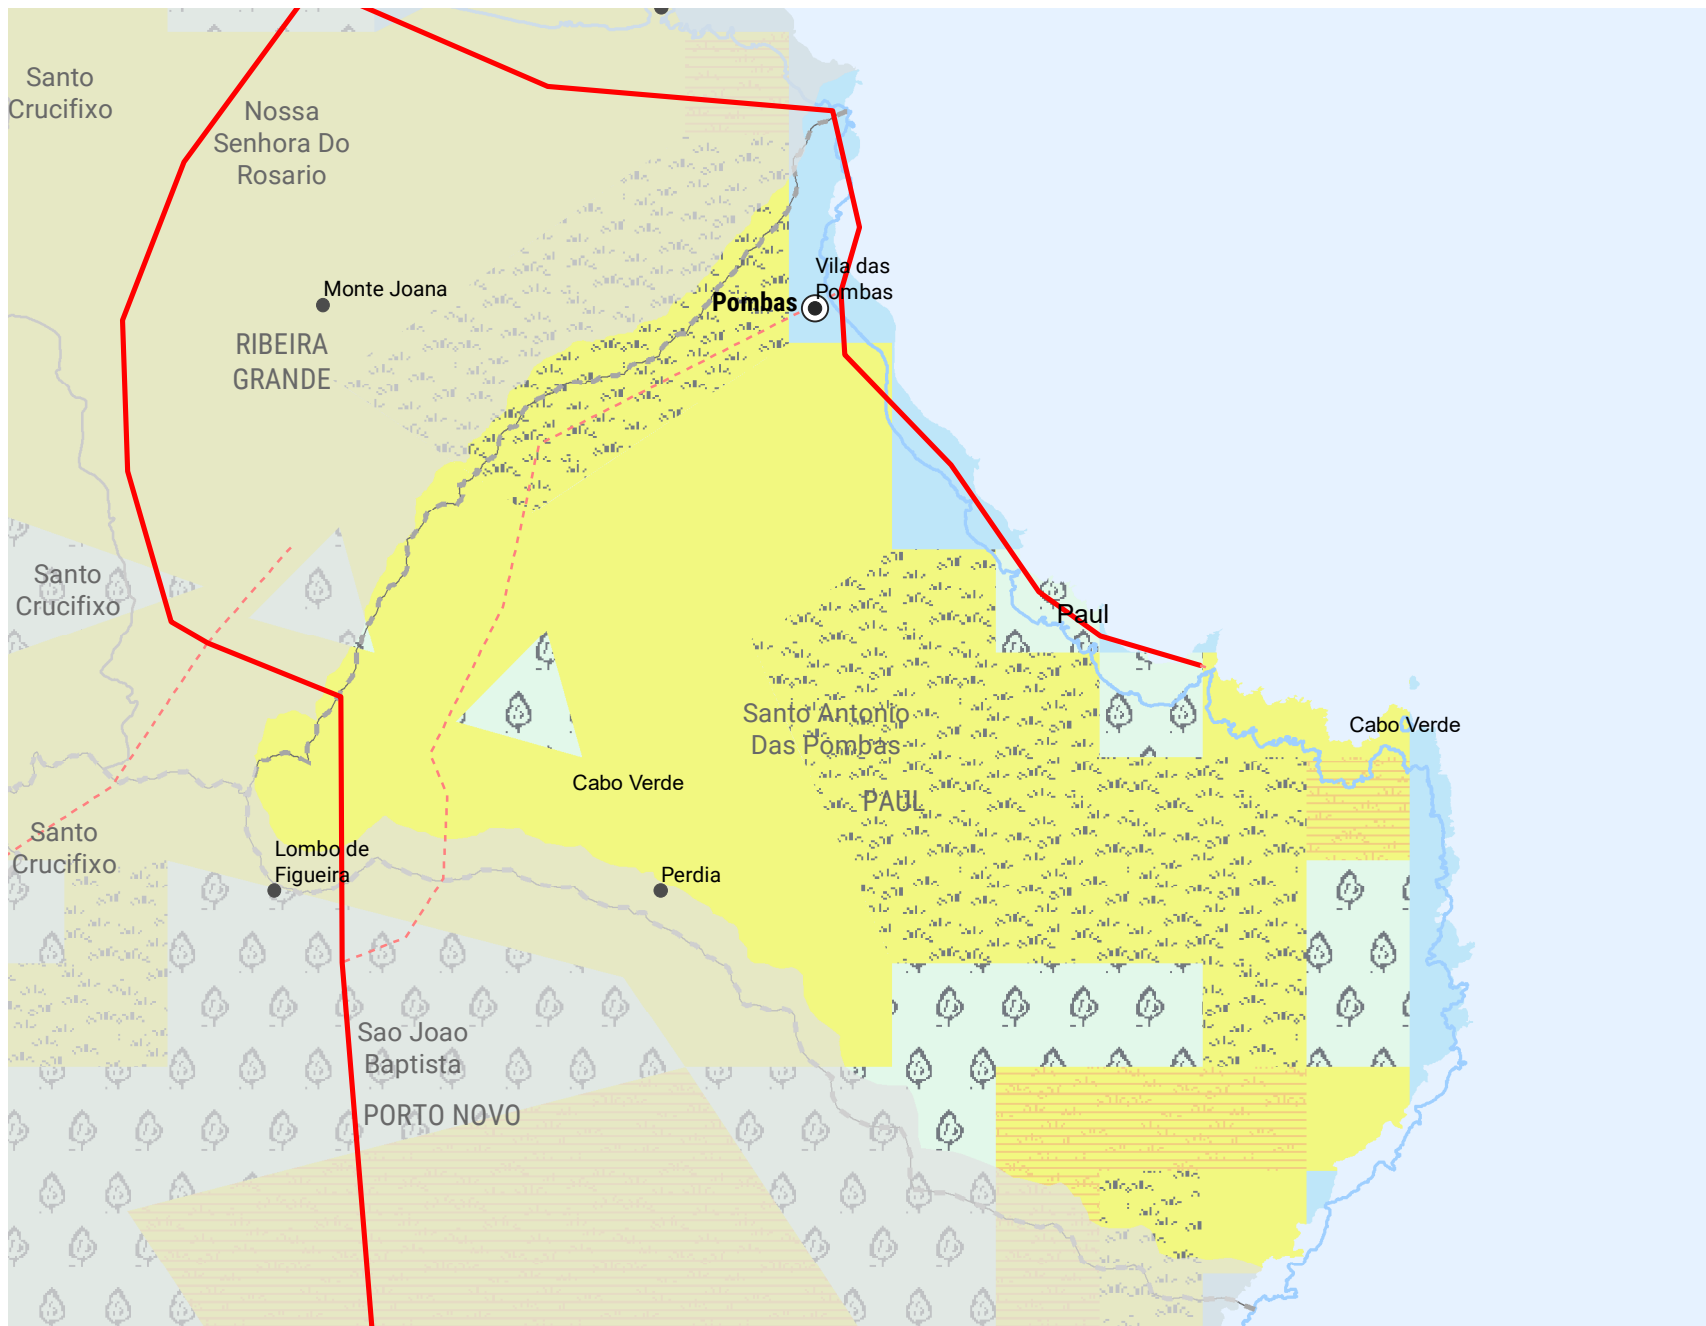 Santo
Crucifixo
Nossa
Senhora Do
Rosario
Vila das
Pombas
Pombas
Monte Joana
RIBEIRA
GRANDE
Santo
Crucifixo
Paul
Santo Antonio
Das Pombas
Cabo Verde
Cabo Verde
PAUL
Santo
Crucifixo
Lombo de
Figueira
Perdia
Sao Joao
Baptista
PORTO NOVO